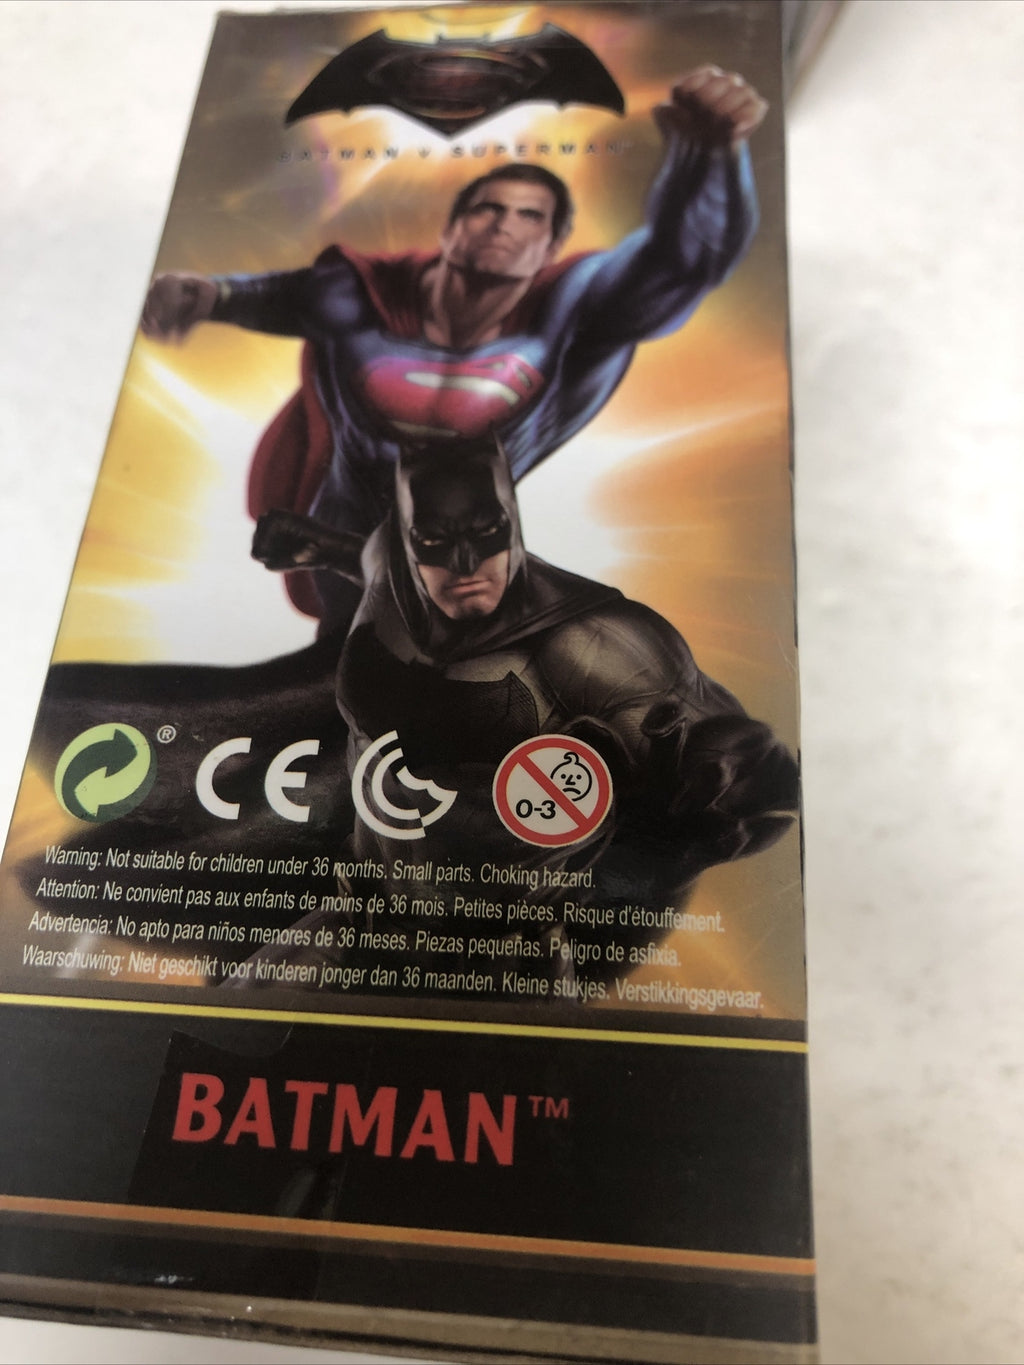 BATMAN V SUPERMAN
®
CE
0-3
Warning: Not suitable for children under 36 months. Small parts. Choking hazard.
Attention: Ne convient pas aux enfants de moins de 36 mois. Petites pièces. Risque d'étouffement.
Advertencia: No apto para niños menores de 36 meses. Piezas pequeñas. Peligro de asfixia.
Waarschuwing: Niet geschikt voor kinderen jonger dan 36 maanden. Kleine stukjes. Verstikkingsgevaar.
BATMAN™